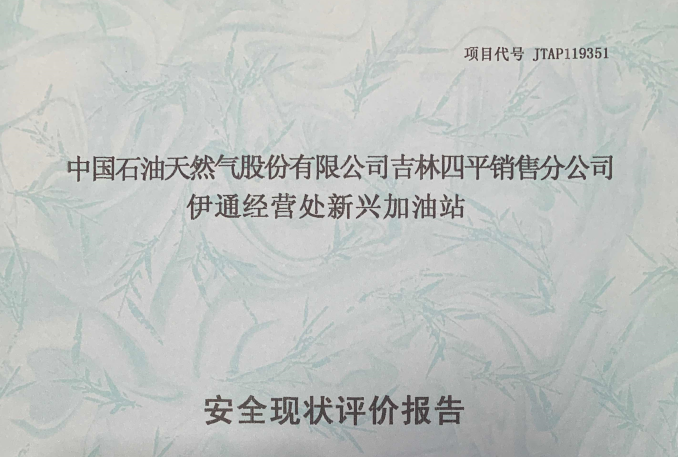 项目代号 JTAP119351
中国石油天然气股份有限公司吉林四平销售分公司
伊通经营处新兴加油站
安全现状评价报告